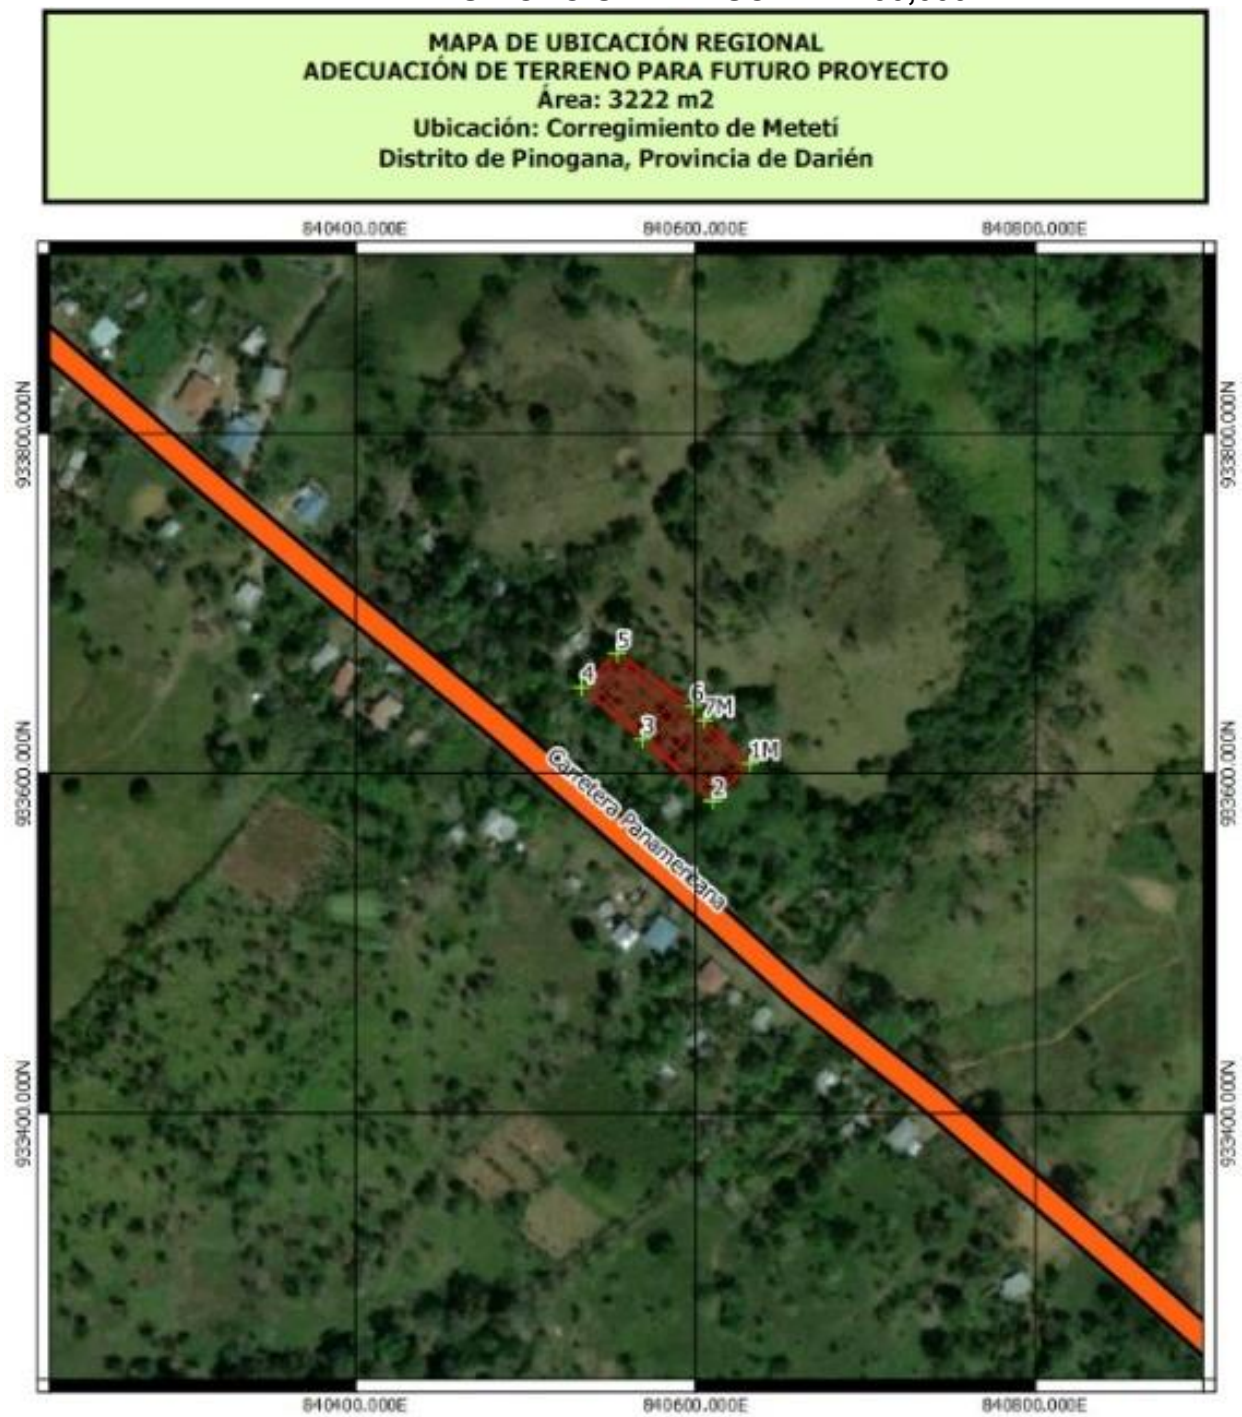 MAPA DE UBICACIÓN REGIONAL
ADECUACIÓN DE TERRENO PARA FUTURO PROYECTO
Área: 3222 m2
Ubicación: Corregimiento de Metetí
Distrito de Pinogana, Provincia de Darién
840400.000E 840600.000E 840800.000E
933800.000N 933800.000N
5
4
6
7M
3
1M
2
933600.000N 933600.000N
Carretera Panamericana
933400.000N 933400.000N
840400.000E 840600.000E 840800.000E